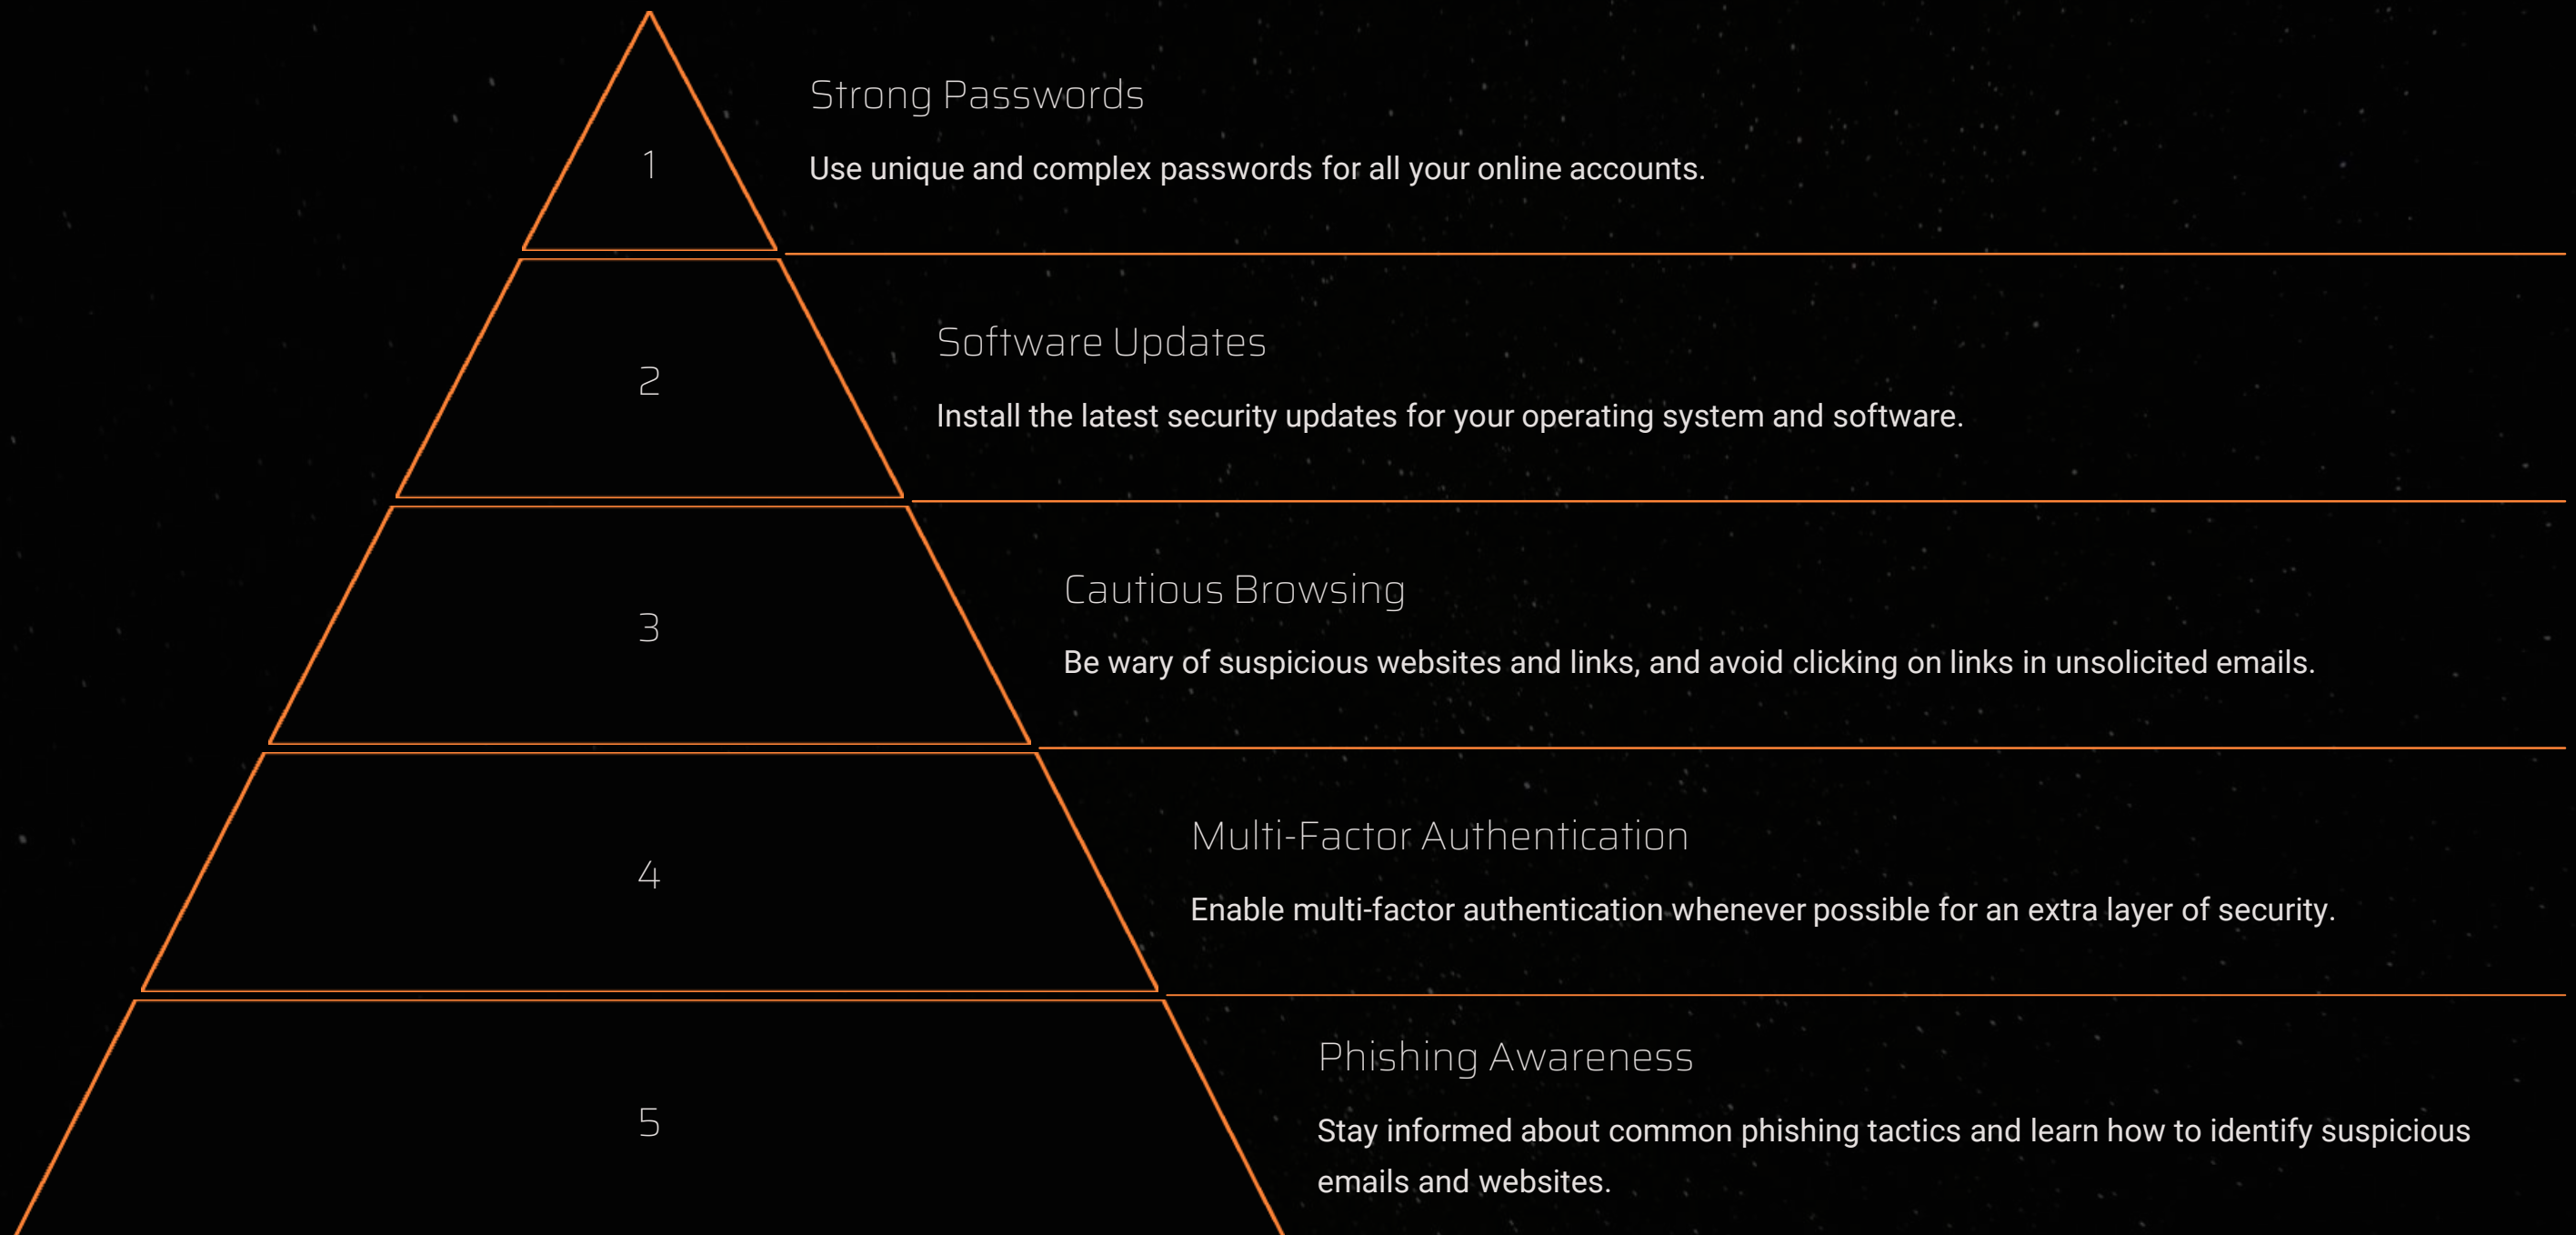 1
Strong Passwords
Use unique and complex passwords for all your online accounts.
2
Software Updates
Install the latest security updates for your operating system and software.
3
Cautious Browsing
Be wary of suspicious websites and links, and avoid clicking on links in unsolicited emails.
4
Multi-Factor Authentication
Enable multi-factor authentication whenever possible for an extra layer of security.
5
Phishing Awareness
Stay informed about common phishing tactics and learn how to identify suspicious
emails and websites.